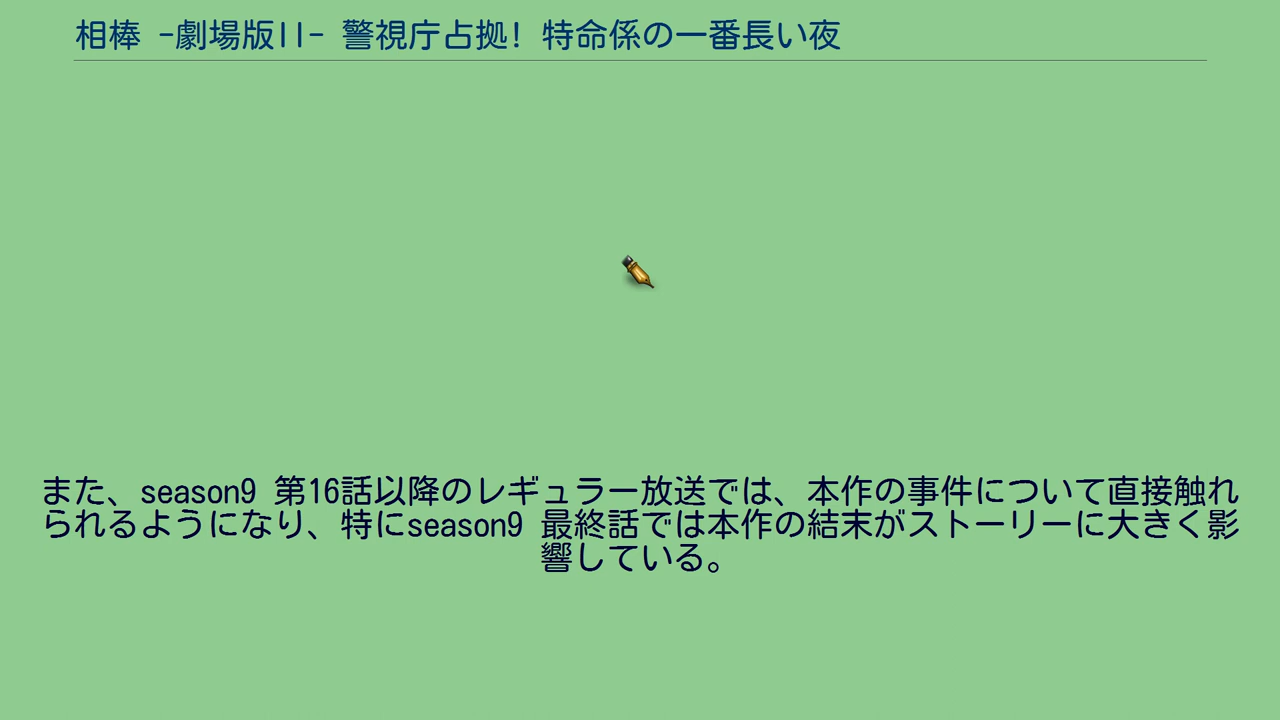 相棒 -劇場版II- 警視庁占拠! 特命係の一番長い夜
また、season9 第16話以降のレギュラー放送では、本作の事件について直接触れ
られるようになり、特にseason9 最終話では本作の結末がストーリーに大きく影
響している。